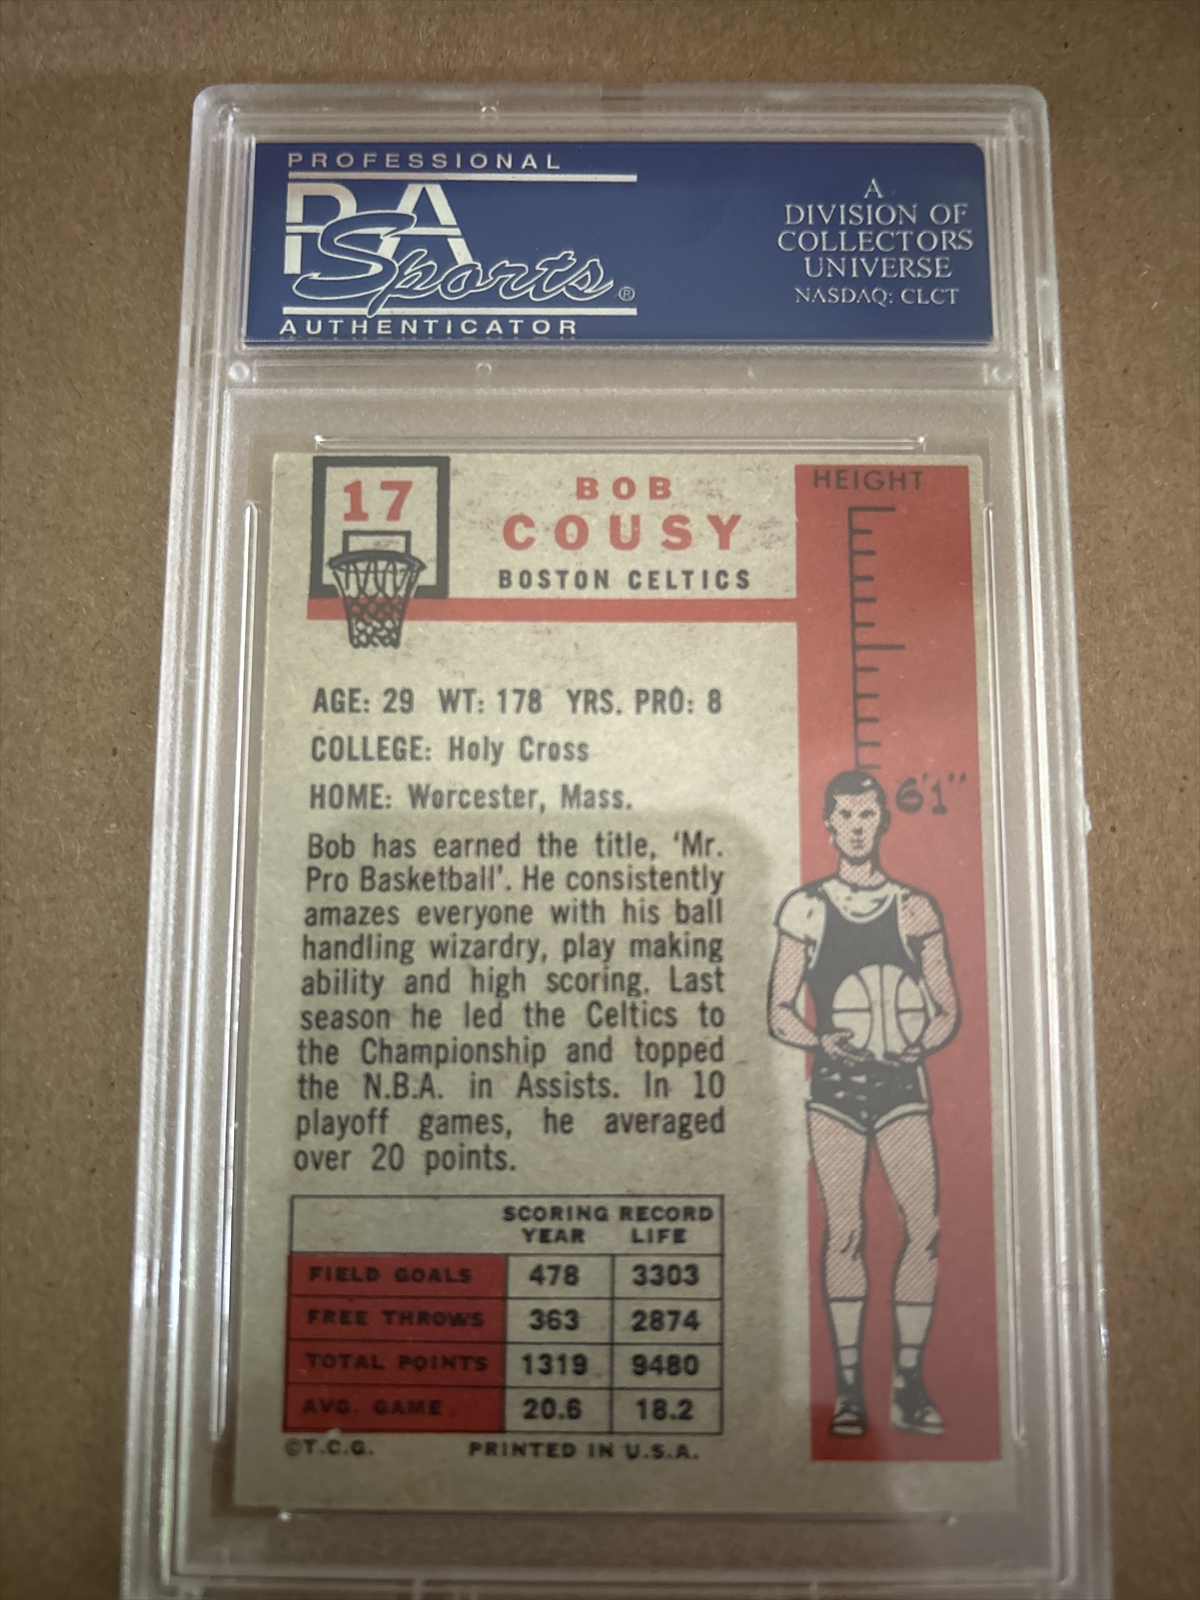 PROFESSIONAL
PSA
Sports®
AUTHENTICATOR
A
DIVISION OF
COLLECTORS
UNIVERSE
NASDAQ: CLCT
17
BOB
COUSY
BOSTON CELTICS
HEIGHT
6'1"
AGE: 29 WT: 178 YRS. PRO: 8
COLLEGE: Holy Cross
HOME: Worcester, Mass.
Bob has earned the title, 'Mr.
Pro Basketball'. He consistently
amazes everyone with his ball
handling wizardry, play making
ability and high scoring. Last
season he led the Celtics to
the Championship and topped
the N.B.A. in Assists. In 10
playoff games, he averaged
over 20 points.
SCORING RECORD
YEAR LIFE
FIELD GOALS 478 3303
FREE THROWS 363 2874
TOTAL POINTS 1319 9480
AVG. GAME 20.6 18.2
©T.C.G. PRINTED IN U.S.A.